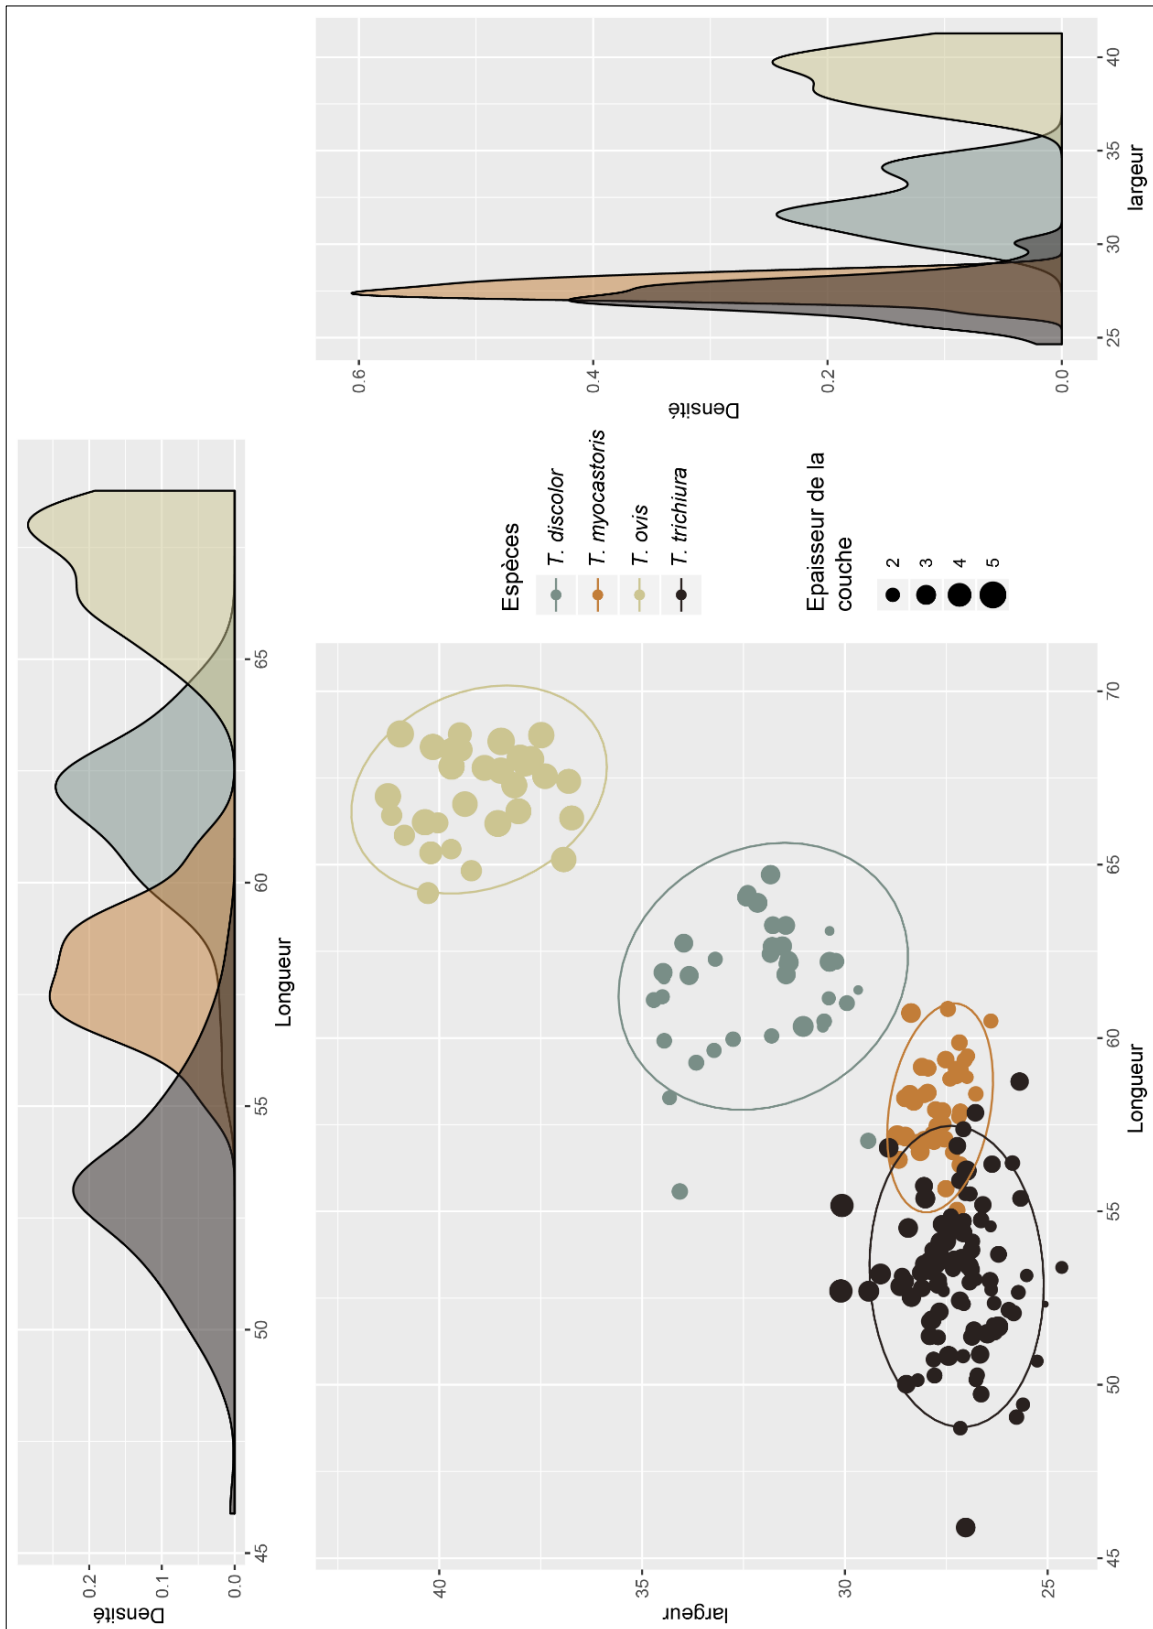 Densité
0.2
0.1
0.0
45
50
55
60
65
Longueur
largeur
40
35
30
25
45
50
55
60
65
70
Longueur
Espèces
T. discolor
T. myocastoris
T. ovis
T. trichiura
Epaisseur de la
couche
2
3
4
5
Densité
0.6
0.4
0.2
0.0
25
30
35
40
largeur